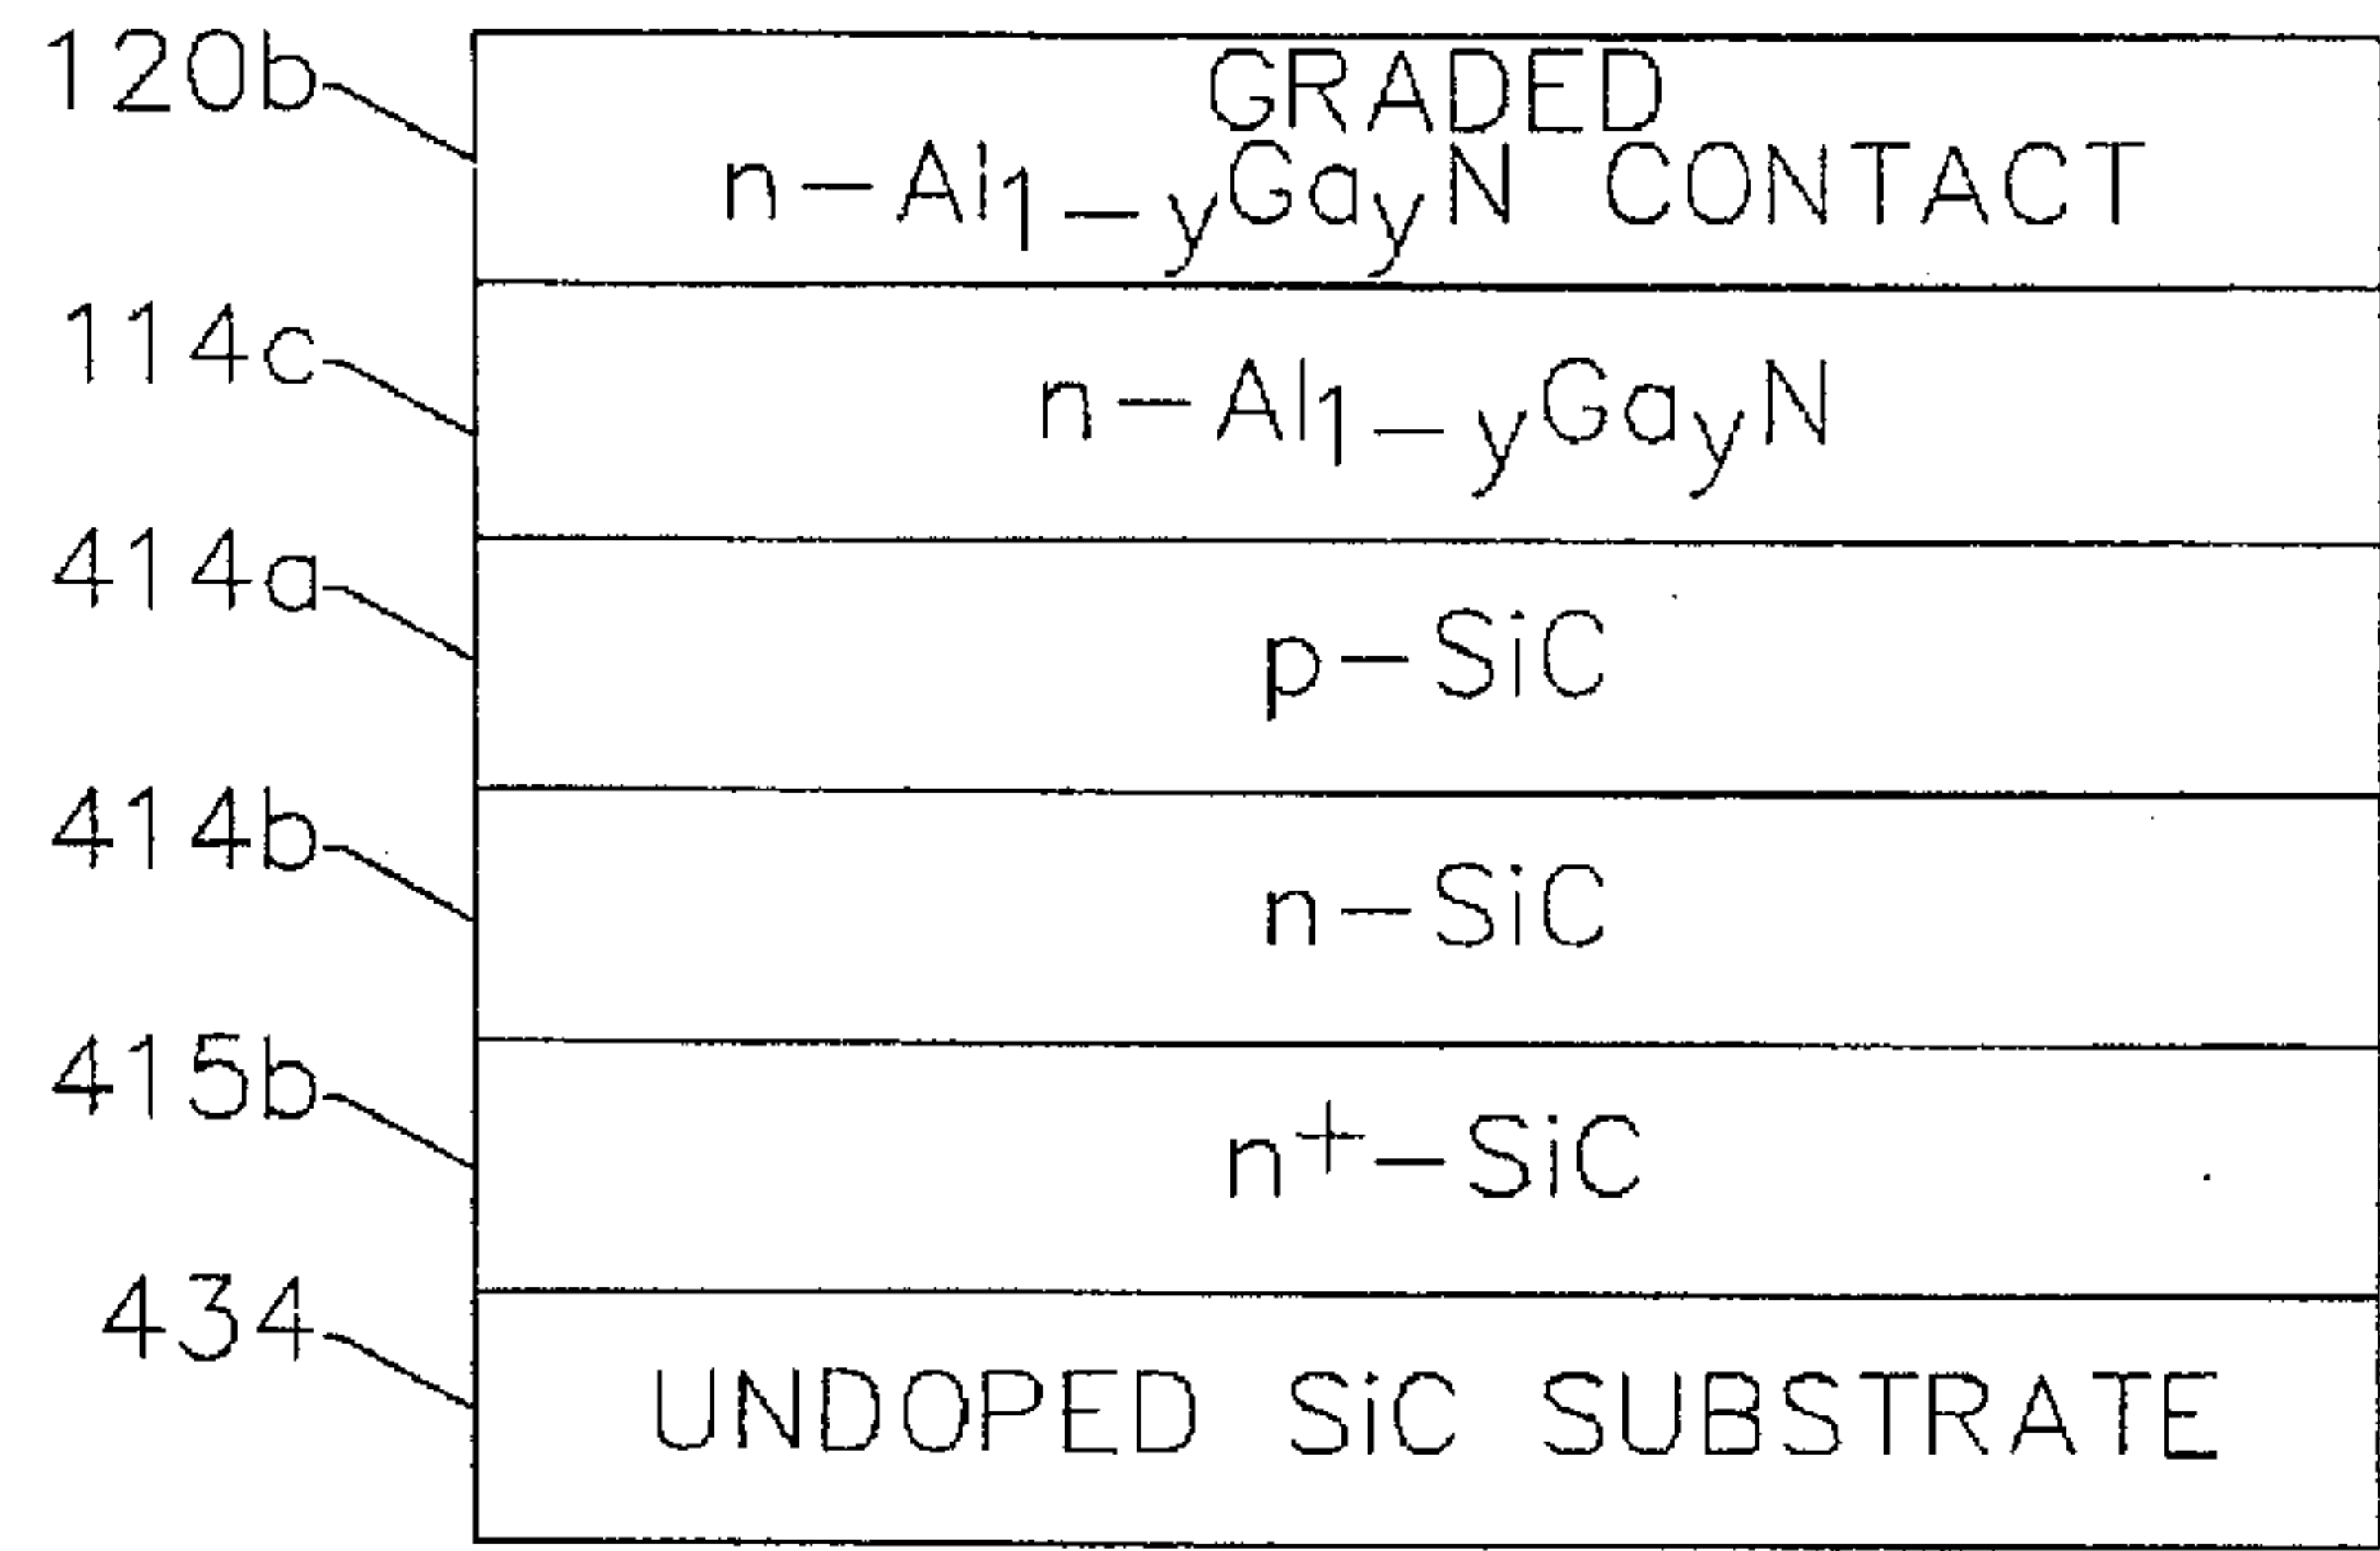 120b
GRADED
n-Al1-yGayN CONTACT
114c
n-Al1-yGayN
414a
p-SiC
414b
n-SiC
415b
n+-SiC
434
UNDOPED SiC SUBSTRATE